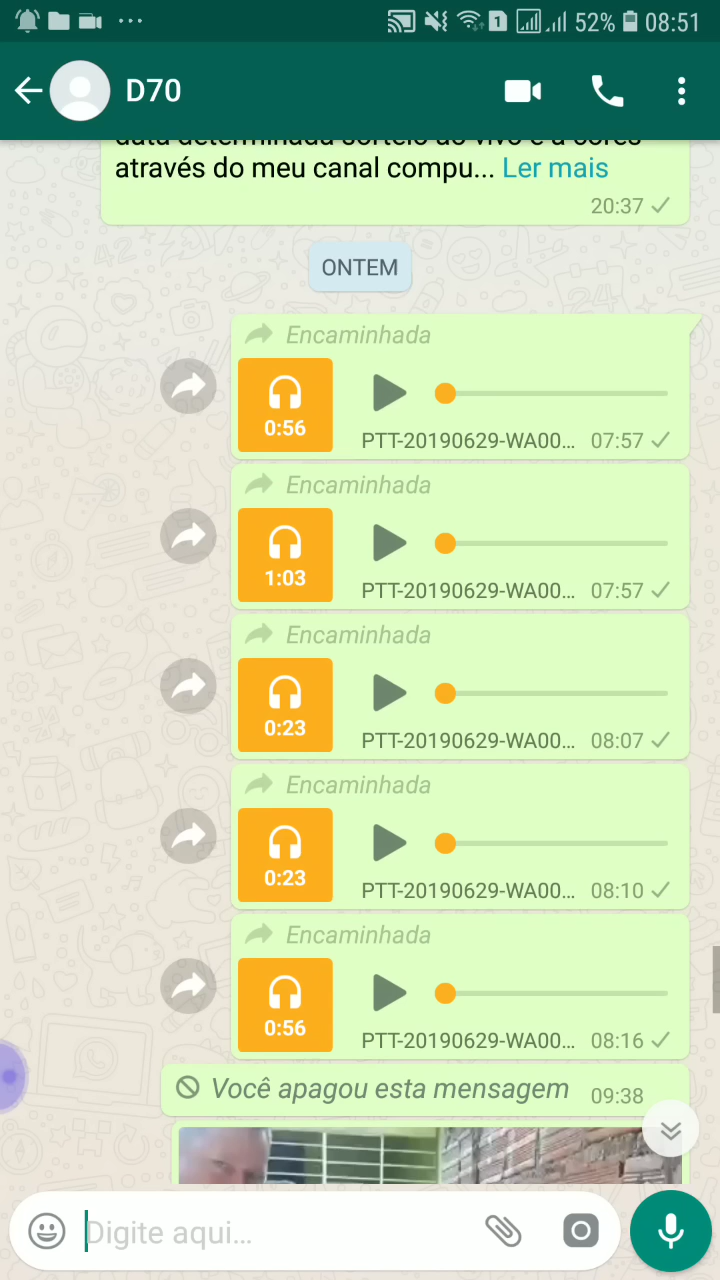 52% 08:51
D70
através do meu canal compu... Ler mais
20:37
ONTEM
Encaminhada
0:56
PTT-20190629-WA00... 07:57
Encaminhada
1:03
PTT-20190629-WA00... 07:57
Encaminhada
0:23
PTT-20190629-WA00... 08:07
Encaminhada
0:23
PTT-20190629-WA00... 08:10
Encaminhada
0:56
PTT-20190629-WA00... 08:16
Você apagou esta mensagem 09:38
Digite aqui...